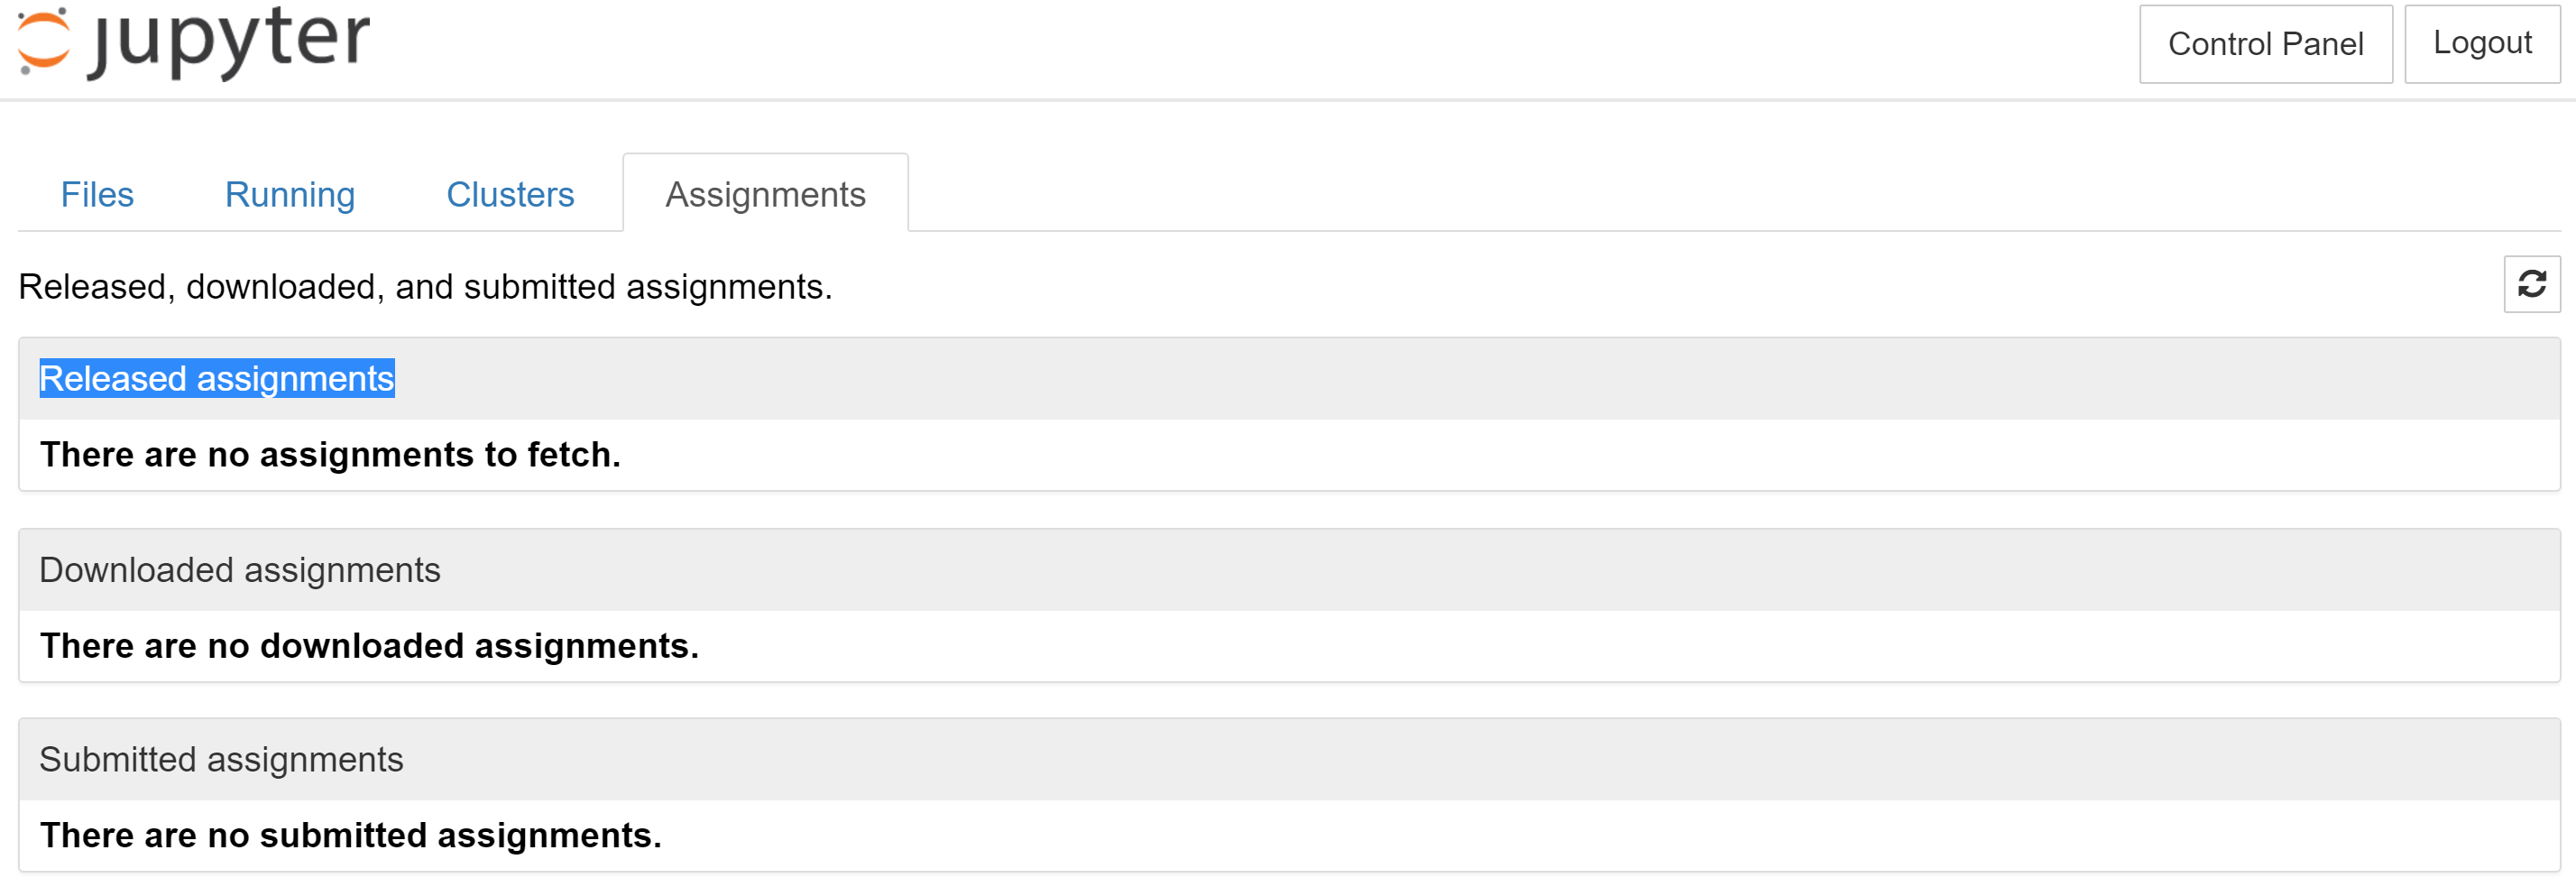 jupyter
Control Panel
Logout
Files
Running
Clusters
Assignments
Released, downloaded, and submitted assignments.
Released assignments
There are no assignments to fetch.
Downloaded assignments
There are no downloaded assignments.
Submitted assignments
There are no submitted assignments.